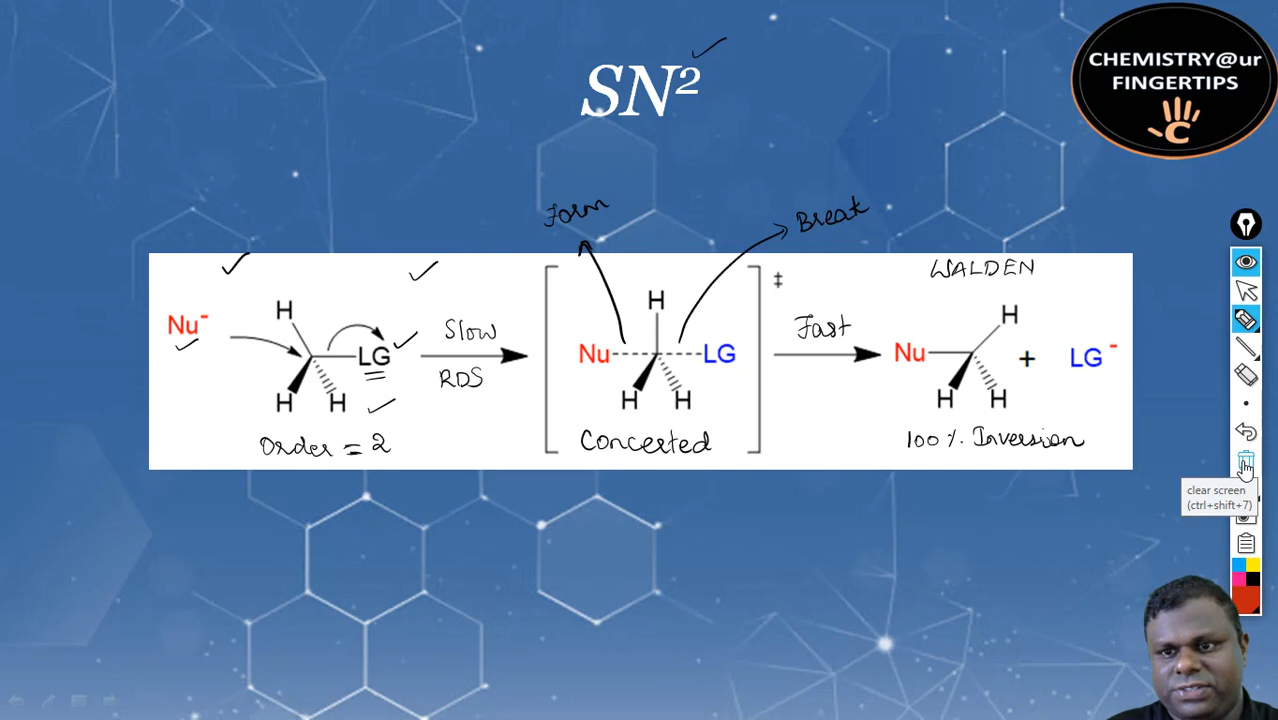 SN²
CHEMISTRY@ur
FINGERTIPS
C
Form
Break
WALDEN
Nu⁻
H
LG
H
H
Slow
RDS
Order = 2
H
Nu
LG
H
H
‡
Concerted
Fast
H
Nu
H
H
+
LG⁻
100 % Inversion
clear screen
(ctrl+shift+7)